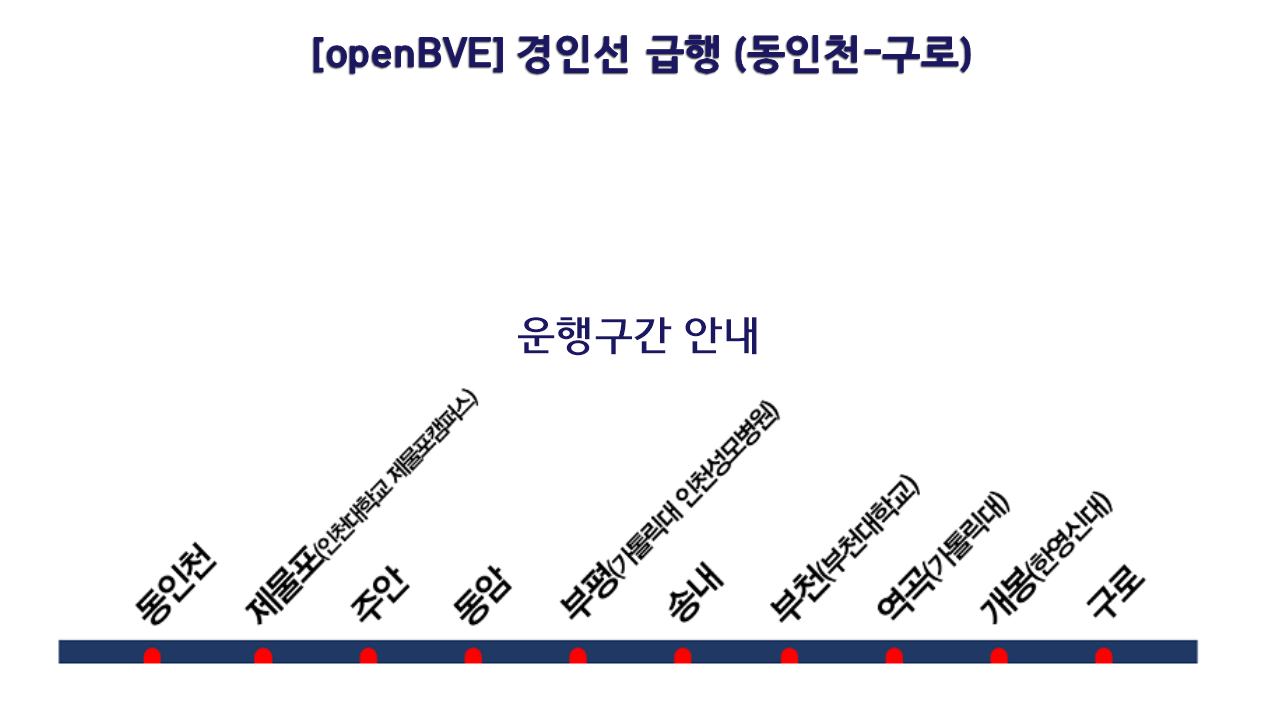 [openBVE] 경인선 급행 (동인천-구로)
운행구간 안내
동인천
제물포(인천대학교 제물포캠퍼스)
주안
동암
부평(가톨릭대 인천성모병원)
송내
부천(부천대학교)
역곡(가톨릭대)
개봉(한영신대)
구로